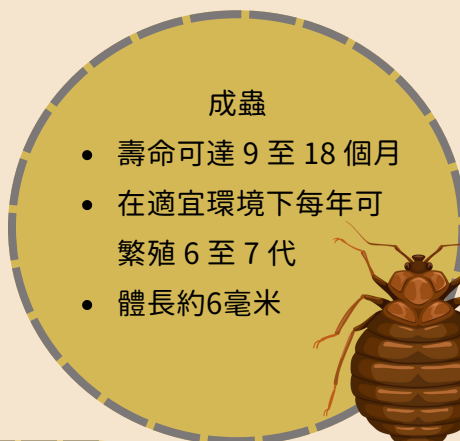 成蟲
• 壽命可達 9 至 18 個月
• 在適宜環境下每年可
繁殖 6 至 7 代
• 體長約6毫米